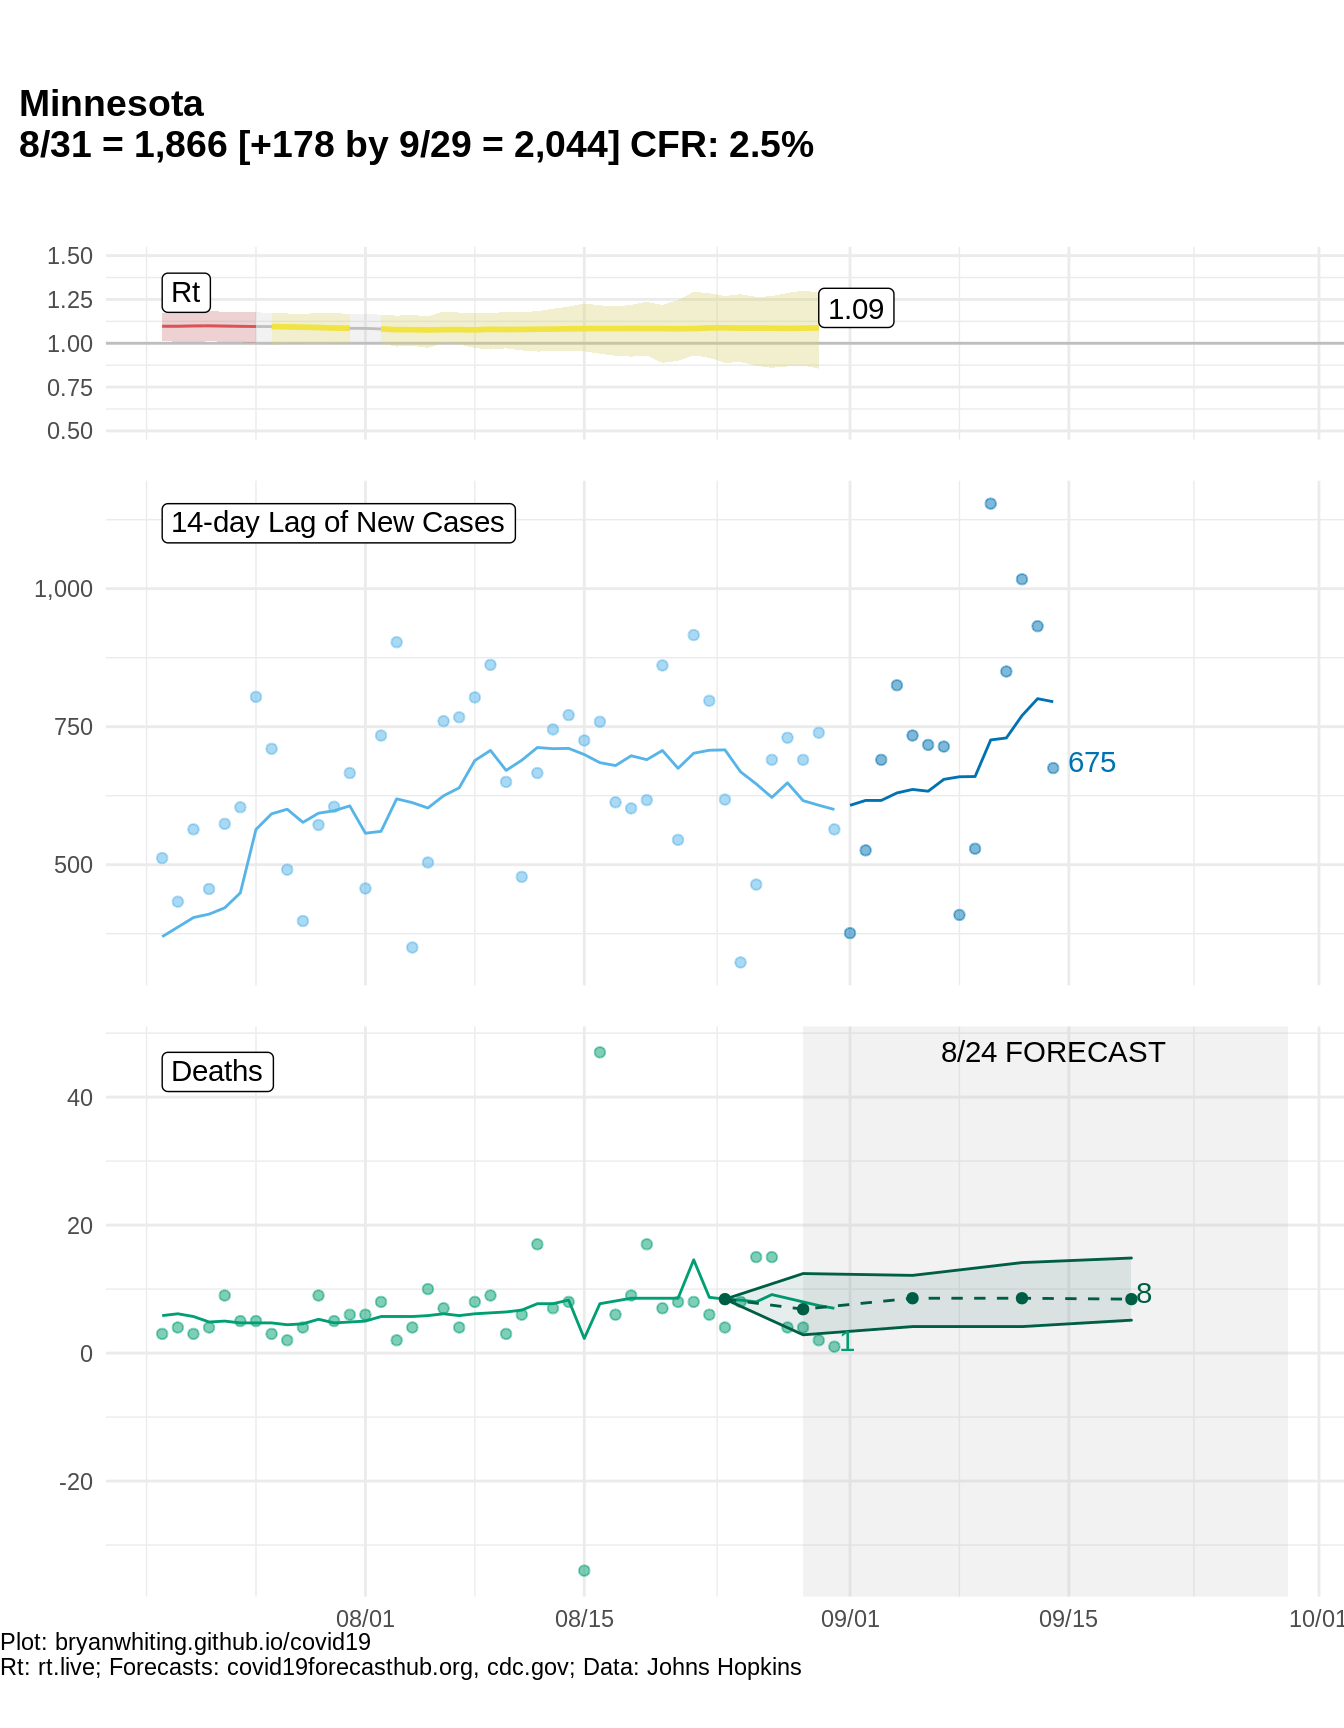 Minnesota
8/31 = 1,866 [+178 by 9/29 = 2,044] CFR: 2.5%
1.50
1.25
1.00
0.75
0.50
Rt
1.09
14-day Lag of New Cases
1,000
750
500
675
Deaths
8/24 FORECAST
40
20
0
-20
8
1
08/01
08/15
09/01
09/15
10/01
Plot: bryanwhiting.github.io/covid19
Rt: rt.live; Forecasts: covid19forecasthub.org, cdc.gov; Data: Johns Hopkins